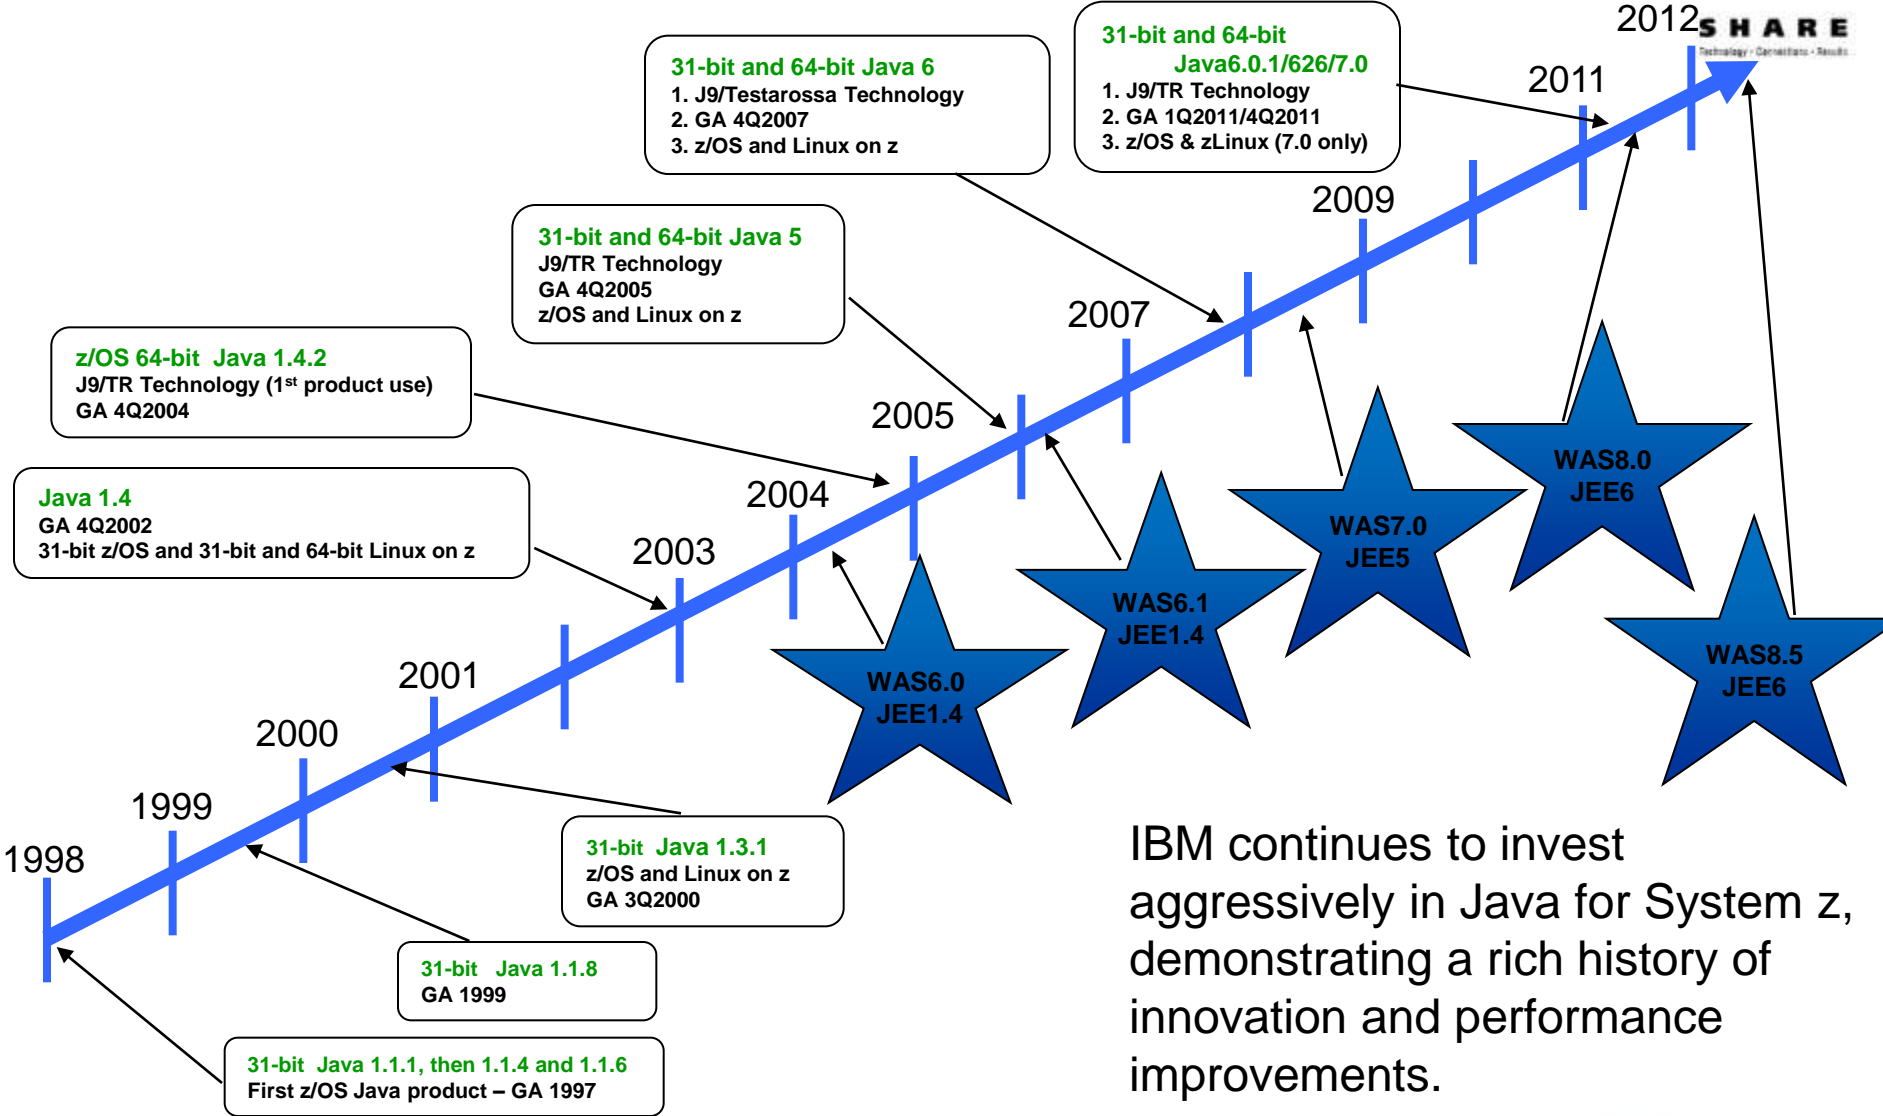 2012
SHARE
Technology · Connections · Results
31-bit and 64-bit
Java6.0.1/626/7.0
1. J9/TR Technology
2. GA 1Q2011/4Q2011
3. z/OS & zLinux (7.0 only)
31-bit and 64-bit Java 6
1. J9/Testarossa Technology
2. GA 4Q2007
3. z/OS and Linux on z
2011
2009
31-bit and 64-bit Java 5
J9/TR Technology
GA 4Q2005
z/OS and Linux on z
2007
z/OS 64-bit Java 1.4.2
J9/TR Technology (1st product use)
GA 4Q2004
2005
Java 1.4
GA 4Q2002
31-bit z/OS and 31-bit and 64-bit Linux on z
2004
2003
2001
2000
1999
1998
WAS8.0
JEE6
WAS7.0
JEE5
WAS6.1
JEE1.4
WAS6.0
JEE1.4
WAS8.5
JEE6
31-bit Java 1.3.1
z/OS and Linux on z
GA 3Q2000
31-bit Java 1.1.8
GA 1999
31-bit Java 1.1.1, then 1.1.4 and 1.1.6
First z/OS Java product – GA 1997
IBM continues to invest
aggressively in Java for System z,
demonstrating a rich history of
innovation and performance
improvements.